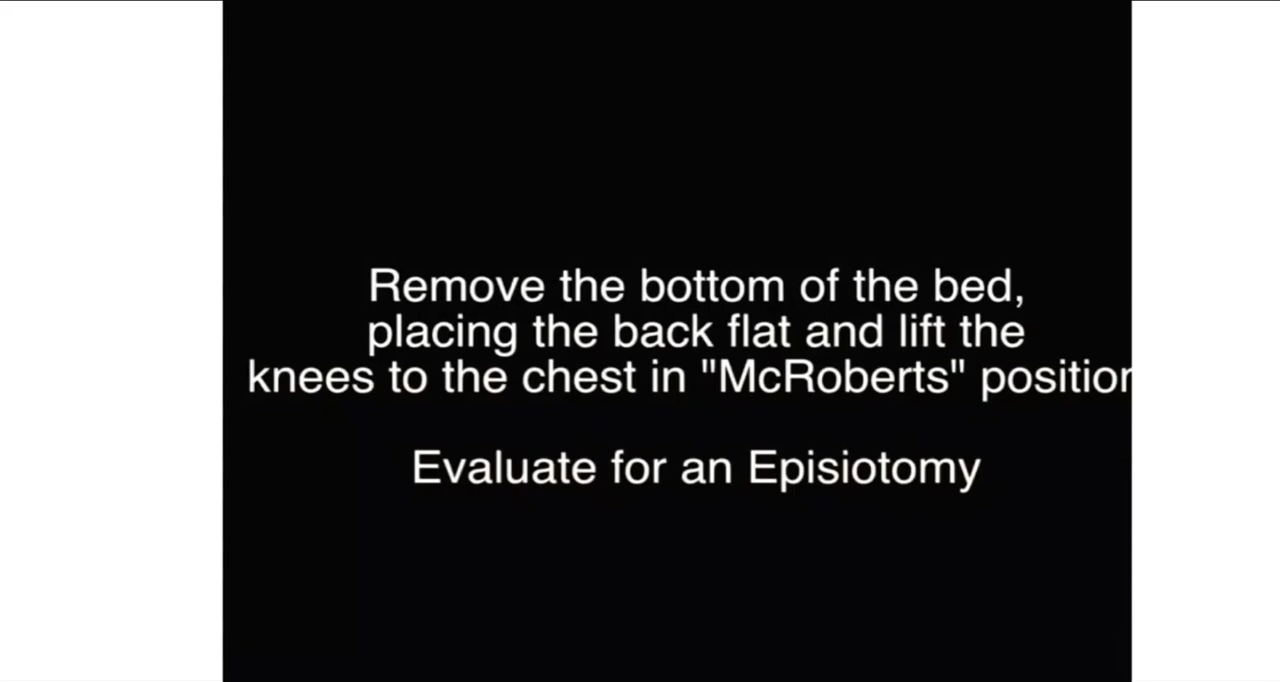 Remove the bottom of the bed,
placing the back flat and lift the
knees to the chest in "McRoberts" position
Evaluate for an Episiotomy